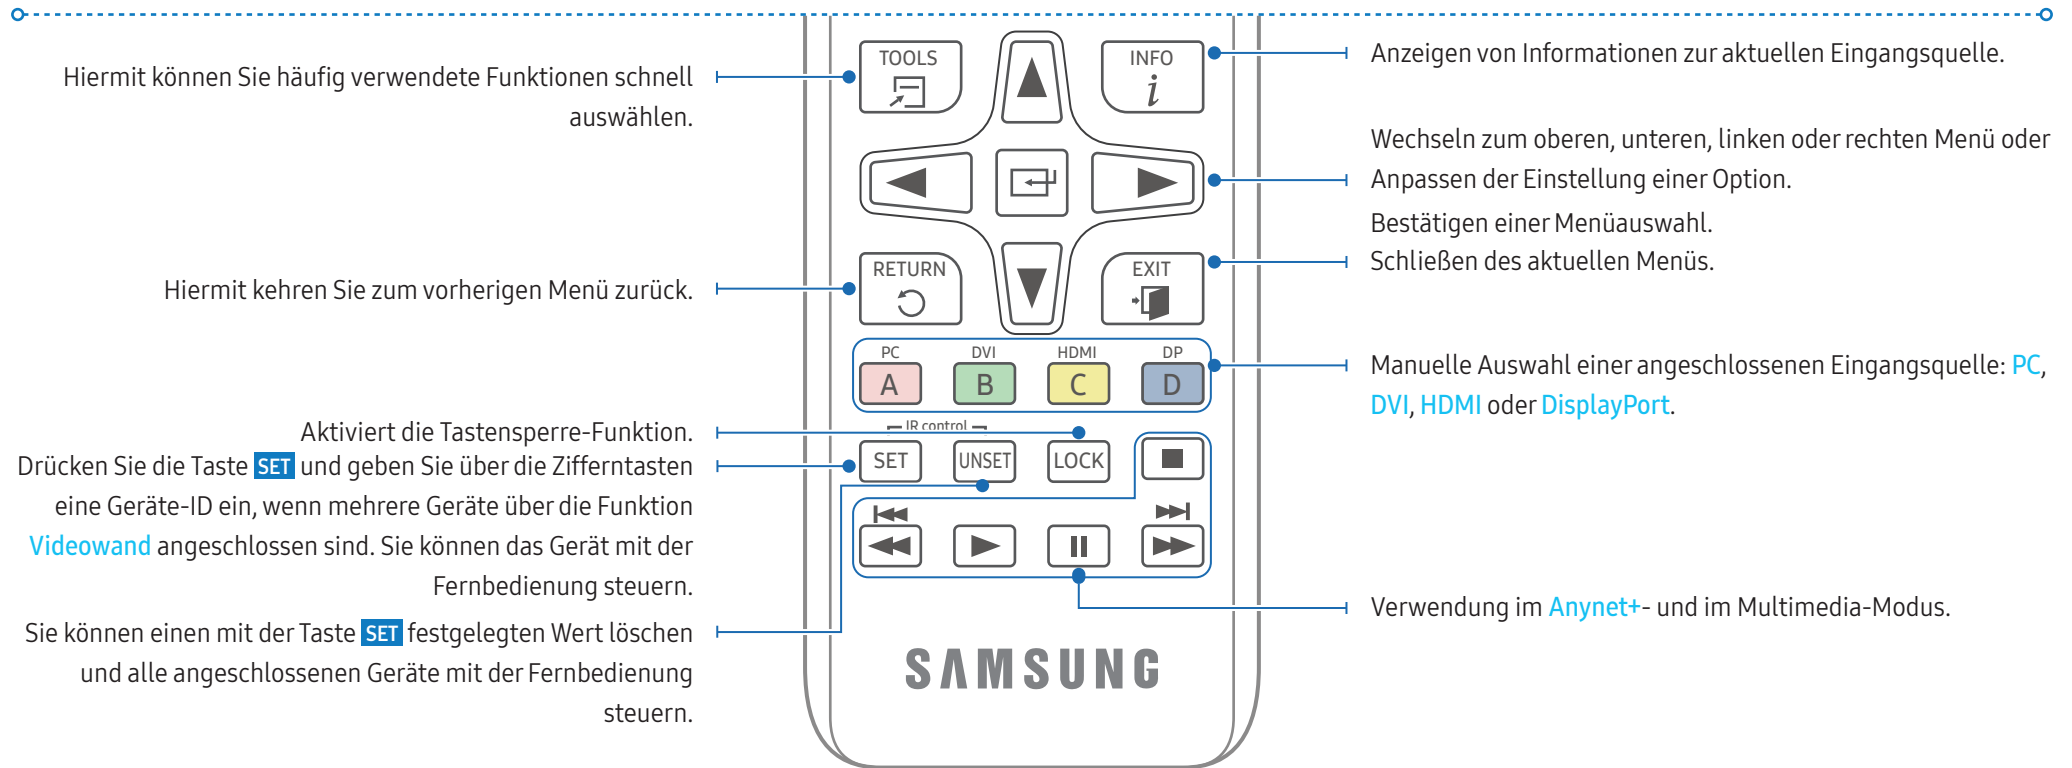 Hiermit können Sie häufig verwendete Funktionen schnell
auswählen.
Hiermit kehren Sie zum vorherigen Menü zurück.
Aktiviert die Tastensperre-Funktion.
Drücken Sie die Taste SET und geben Sie über die Zifferntasten
eine Geräte-ID ein, wenn mehrere Geräte über die Funktion
Videowand angeschlossen sind. Sie können das Gerät mit der
Fernbedienung steuern.
Sie können einen mit der Taste SET festgelegten Wert löschen
und alle angeschlossenen Geräte mit der Fernbedienung
steuern.
TOOLS
INFO
i
RETURN
EXIT
PC DVI HDMI DP
A B C D
IR control
SET UNSET LOCK
SAMSUNG
Anzeigen von Informationen zur aktuellen Eingangsquelle.
Wechseln zum oberen, unteren, linken oder rechten Menü oder
Anpassen der Einstellung einer Option.
Bestätigen einer Menüauswahl.
Schließen des aktuellen Menüs.
Manuelle Auswahl einer angeschlossenen Eingangsquelle: PC,
DVI, HDMI oder DisplayPort.
Verwendung im Anynet+- und im Multimedia-Modus.